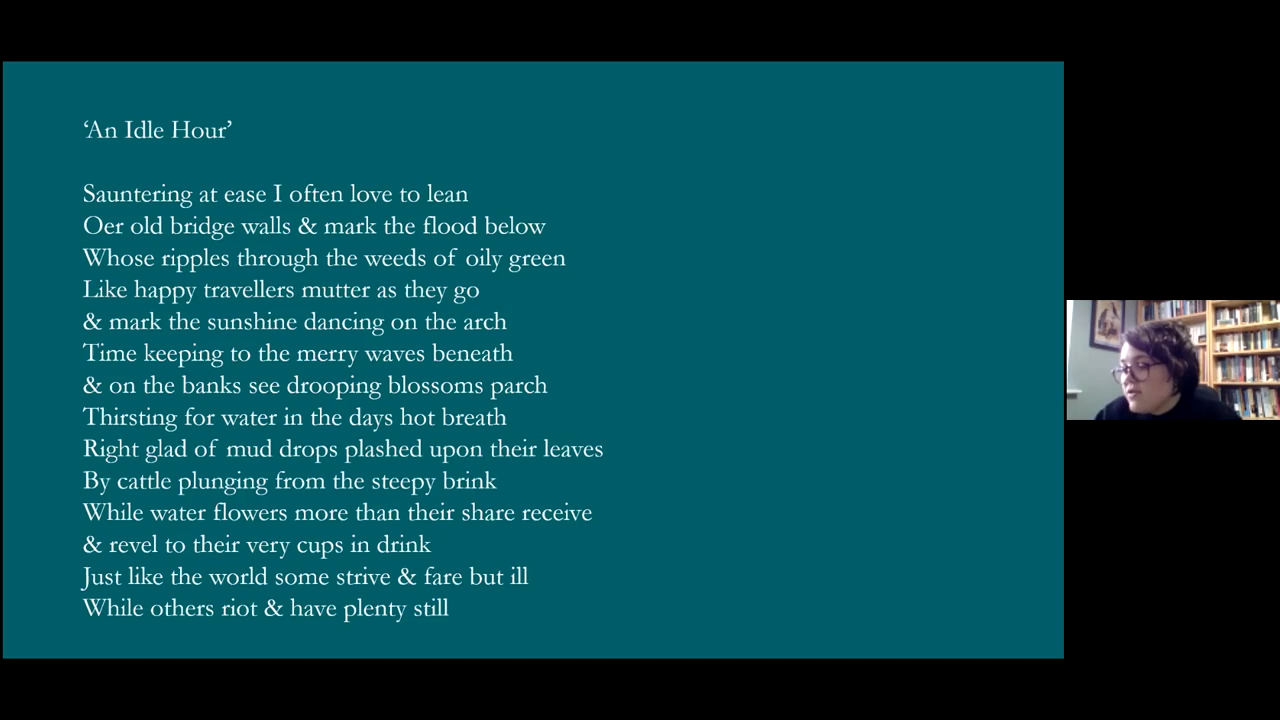 ‘An Idle Hour’
Sauntering at ease I often love to lean
Oer old bridge walls & mark the flood below
Whose ripples through the weeds of oily green
Like happy travellers mutter as they go
& mark the sunshine dancing on the arch
Time keeping to the merry waves beneath
& on the banks see drooping blossoms parch
Thirsting for water in the days hot breath
Right glad of mud drops plashed upon their leaves
By cattle plunging from the steepy brink
While water flowers more than their share receive
& revel to their very cups in drink
Just like the world some strive & fare but ill
While others riot & have plenty still